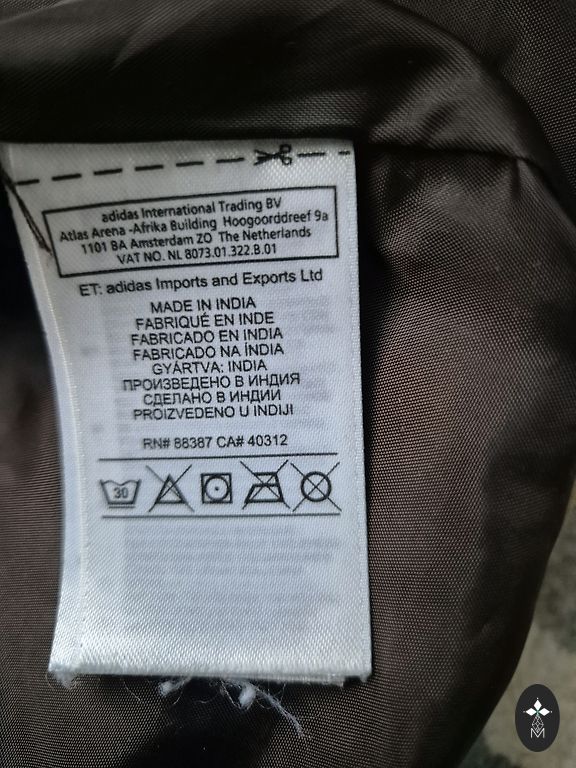 adidas International Trading BV
Atlas Arena -Afrika Building Hoogoorddreef 9a
1101 BA Amsterdam ZO The Netherlands
VAT NO. NL 8073.01.322.B.01
ET: adidas Imports and Exports Ltd
MADE IN INDIA
FABRIQUÉ EN INDE
FABRICADO EN INDIA
FABRICADO NA ÍNDIA
GYÁRTVA: INDIA
ПРОИЗВЕДЕНО В ИНДИЯ
СДЕЛАНО В ИНДИИ
PROIZVEDENO U INDIJI
RN# 88387 CA# 40312
30